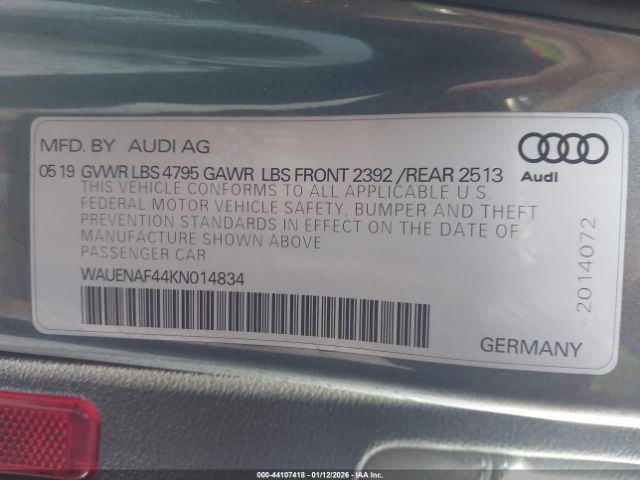 MFD. BY AUDI AG
05 19 GVWR LBS 4795 GAWR LBS FRONT 2392 /REAR 2513
THIS VEHICLE CONFORMS TO ALL APPLICABLE U.S.
FEDERAL MOTOR VEHICLE SAFETY, BUMPER AND THEFT
PREVENTION STANDARDS IN EFFECT ON THE DATE OF
MANUFACTURE SHOWN ABOVE
PASSENGER CAR
WAUENAF44KN014834
Audi
2014072
GERMANY
000-44107418 - 01/12/2026 - IAA Inc.